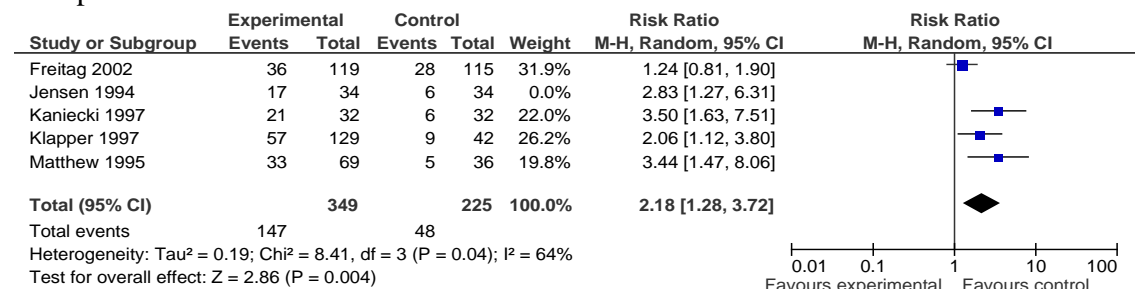 Experimental Control Risk Ratio Risk Ratio
Study or Subgroup Events Total Events Total Weight M-H, Random, 95% CI M-H, Random, 95% CI
Freitag 2002 36 119 28 115 31.9% 1.24 [0.81, 1.90]
Jensen 1994 17 34 6 34 0.0% 2.83 [1.27, 6.31]
Kaniecki 1997 21 32 6 32 22.0% 3.50 [1.63, 7.51]
Klapper 1997 57 129 9 42 26.2% 2.06 [1.12, 3.80]
Matthew 1995 33 69 5 36 19.8% 3.44 [1.47, 8.06]
Total (95% CI) 349 225 100.0% 2.18 [1.28, 3.72]
Total events 147 48
Heterogeneity: Tau² = 0.19; Chi² = 8.41, df = 3 (P = 0.04); I² = 64%
Test for overall effect: Z = 2.86 (P = 0.004)
0.01 0.1 1 10 100
Favours experimental Favours control